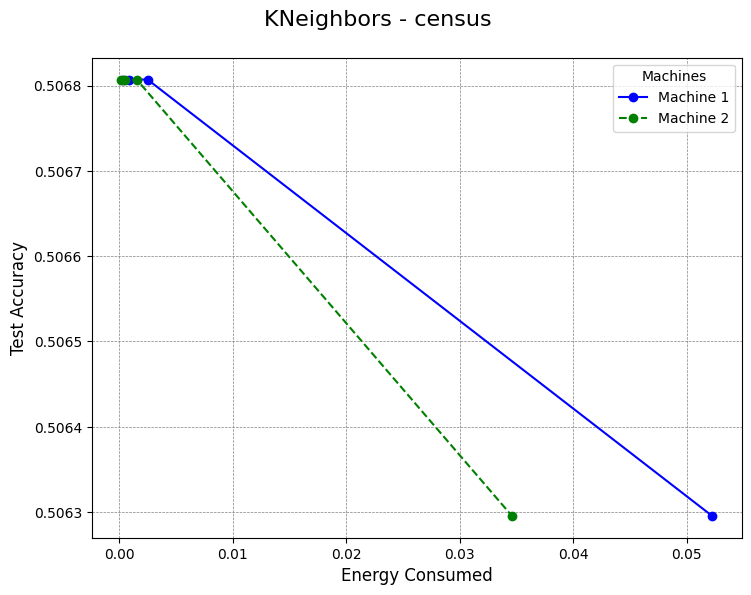 KNeighbors - census
Machines
Machine 1
Machine 2
Test Accuracy
0.5068
0.5067
0.5066
0.5065
0.5064
0.5063
0.00 0.01 0.02 0.03 0.04 0.05
Energy Consumed